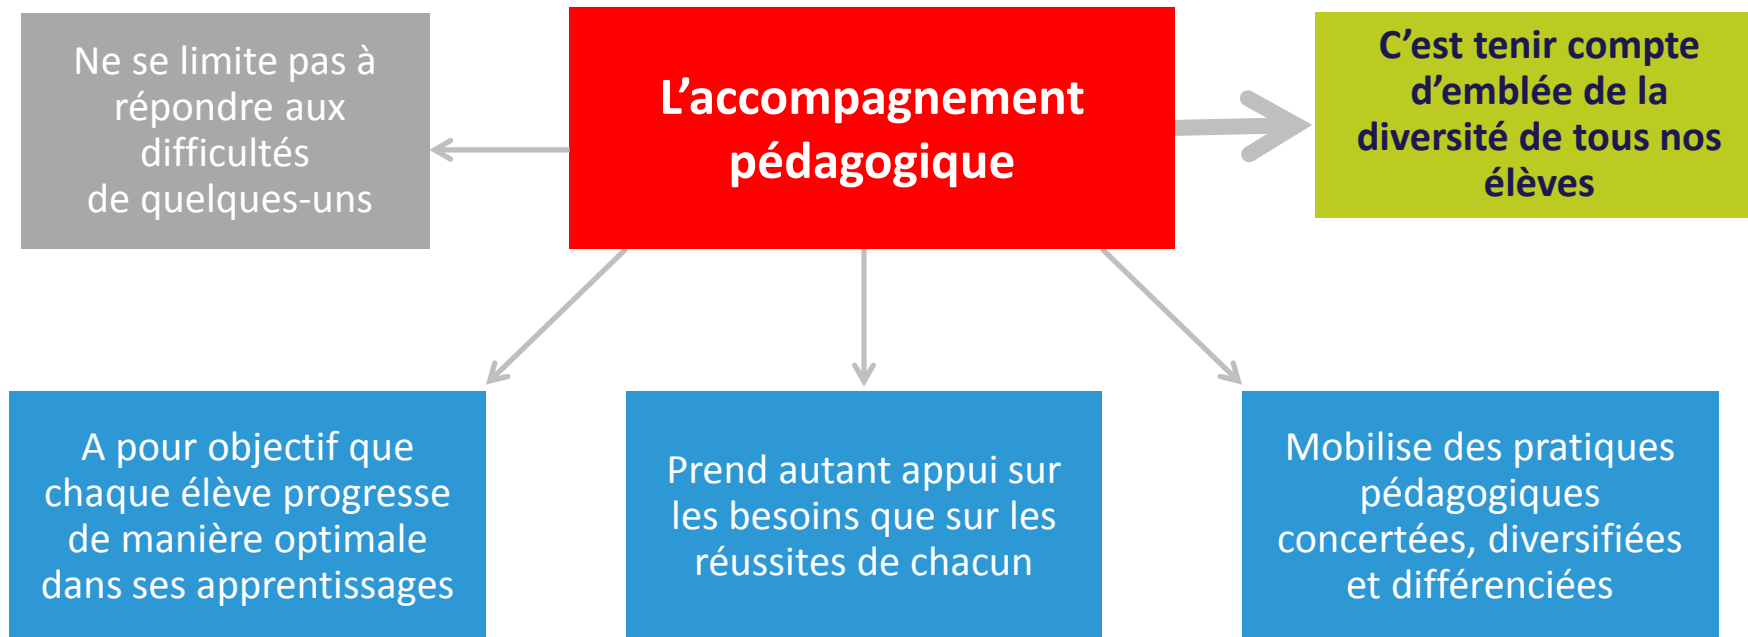 Ne se limite pas à
répondre aux
difficultés
de quelques-uns
L’accompagnement
pédagogique
C’est tenir compte
d’emblée de la
diversité de tous nos
élèves
A pour objectif que
chaque élève progresse
de manière optimale
dans ses apprentissages
Prend autant appui sur
les besoins que sur les
réussites de chacun
Mobilise des pratiques
pédagogiques
concertées, diversifiées
et différenciées